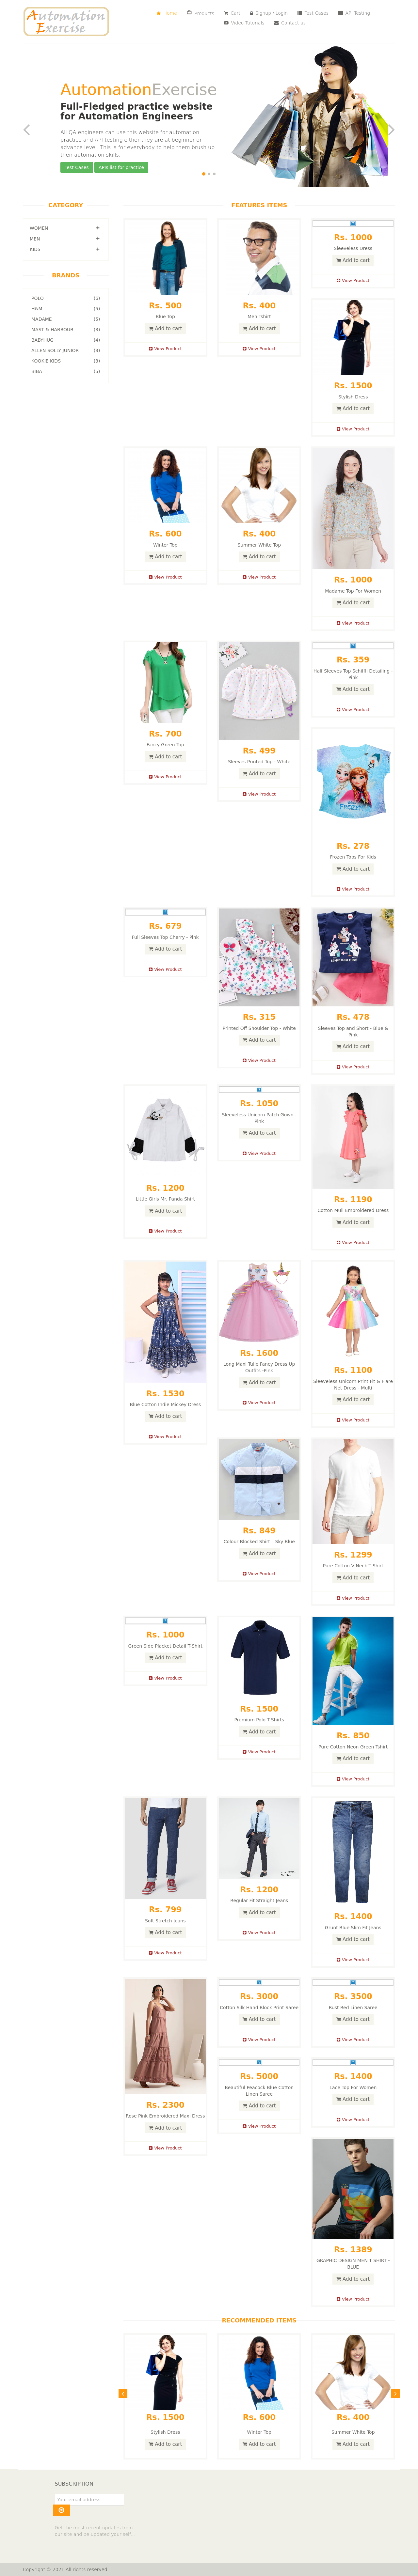 Automation
Exercise
Home
Products
Cart
Signup / Login
Test Cases
API Testing
Video Tutorials
Contact us
AutomationExercise
Full-Fledged practice website
for Automation Engineers
All QA engineers can use this website for automation
practice and API testing either they are at beginner or
advance level. This is for everybody to help them brush up
their automation skills.
Test Cases
APIs list for practice
CATEGORY
WOMEN
MEN
KIDS
BRANDS
POLO (6)
H&M (5)
MADAME (5)
MAST & HARBOUR (3)
BABYHUG (4)
ALLEN SOLLY JUNIOR (3)
KOOKIE KIDS (3)
BIBA (5)
FEATURES ITEMS
Rs. 500
Blue Top
Add to cart
View Product
Rs. 400
Men Tshirt
Add to cart
View Product
Rs. 1000
Sleeveless Dress
Add to cart
View Product
Rs. 1500
Stylish Dress
Add to cart
View Product
Rs. 600
Winter Top
Add to cart
View Product
Rs. 400
Summer White Top
Add to cart
View Product
Rs. 1000
Madame Top For Women
Add to cart
View Product
Rs. 700
Fancy Green Top
Add to cart
View Product
Rs. 499
Sleeves Printed Top - White
Add to cart
View Product
Rs. 359
Half Sleeves Top Schiffli Detailing -
Pink
Add to cart
View Product
FROZEN
Rs. 278
Frozen Tops For Kids
Add to cart
View Product
Rs. 679
Full Sleeves Top Cherry - Pink
Add to cart
View Product
Rs. 315
Printed Off Shoulder Top - White
Add to cart
View Product
Rs. 478
Sleeves Top and Short - Blue &
Pink
Add to cart
View Product
Rs. 1200
Little Girls Mr. Panda Shirt
Add to cart
View Product
Rs. 1050
Sleeveless Unicorn Patch Gown -
Pink
Add to cart
View Product
Rs. 1190
Cotton Mull Embroidered Dress
Add to cart
View Product
Rs. 1530
Blue Cotton Indie Mickey Dress
Add to cart
View Product
Rs. 1600
Long Maxi Tulle Fancy Dress Up
Outfits -Pink
Add to cart
View Product
Rs. 1100
Sleeveless Unicorn Print Fit & Flare
Net Dress - Multi
Add to cart
View Product
Rs. 849
Colour Blocked Shirt – Sky Blue
Add to cart
View Product
Rs. 1299
Pure Cotton V-Neck T-Shirt
Add to cart
View Product
Rs. 1000
Green Side Placket Detail T-Shirt
Add to cart
View Product
Rs. 1500
Premium Polo T-Shirts
Add to cart
View Product
Rs. 850
Pure Cotton Neon Green Tshirt
Add to cart
View Product
Rs. 799
Soft Stretch Jeans
Add to cart
View Product
Rs. 1200
Regular Fit Straight Jeans
Add to cart
View Product
Rs. 1400
Grunt Blue Slim Fit Jeans
Add to cart
View Product
Rs. 2300
Rose Pink Embroidered Maxi Dress
Add to cart
View Product
Rs. 3000
Cotton Silk Hand Block Print Saree
Add to cart
View Product
Rs. 3500
Rust Red Linen Saree
Add to cart
View Product
Rs. 5000
Beautiful Peacock Blue Cotton
Linen Saree
Add to cart
View Product
Rs. 1400
Lace Top For Women
Add to cart
View Product
Rs. 1389
GRAPHIC DESIGN MEN T SHIRT -
BLUE
Add to cart
View Product
RECOMMENDED ITEMS
Rs. 1500
Stylish Dress
Add to cart
Rs. 600
Winter Top
Add to cart
Rs. 400
Summer White Top
Add to cart
SUBSCRIPTION
Your email address
Get the most recent updates from
our site and be updated your self...
Copyright © 2021 All rights reserved